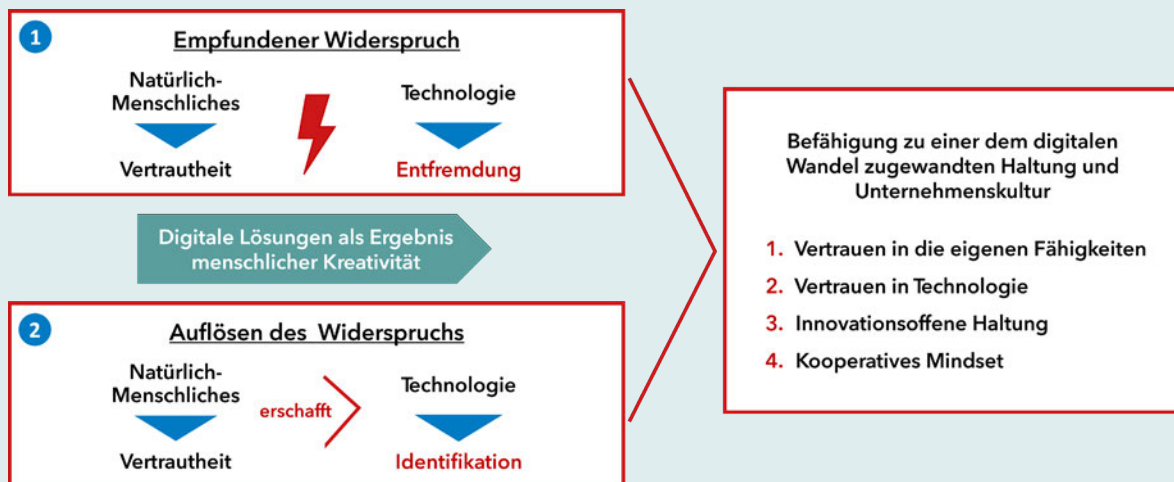 1
Empfundener Widerspruch
Natürlich-
Menschliches
Vertrautheit
Technologie
Entfremdung
Digitale Lösungen als Ergebnis
menschlicher Kreativität
2
Auflösen des Widerspruchs
Natürlich-
Menschliches
Vertrautheit
erschafft
Technologie
Identifikation
Befähigung zu einer dem digitalen
Wandel zugewandten Haltung und
Unternehmenskultur
1. Vertrauen in die eigenen Fähigkeiten
2. Vertrauen in Technologie
3. Innovationsoffene Haltung
4. Kooperatives Mindset